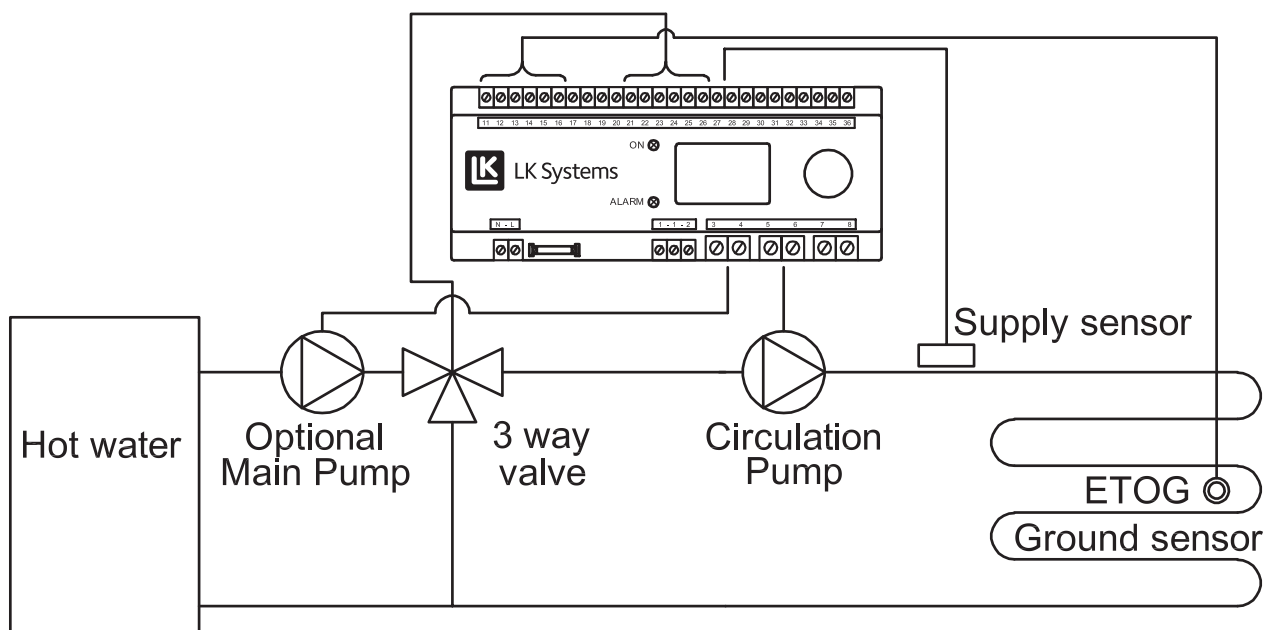 11 12 13 14 15 16 17 18 19 20 21 22 23 24 25 26 27 28 29 30 31 32 33 34 35 36
ON
LK LK Systems
ALARM
N - L 1 - 1 - 2 3 4 5 6 7 8
Supply sensor
Hot water
Optional
Main Pump
3 way
valve
Circulation
Pump
ETOG
Ground sensor